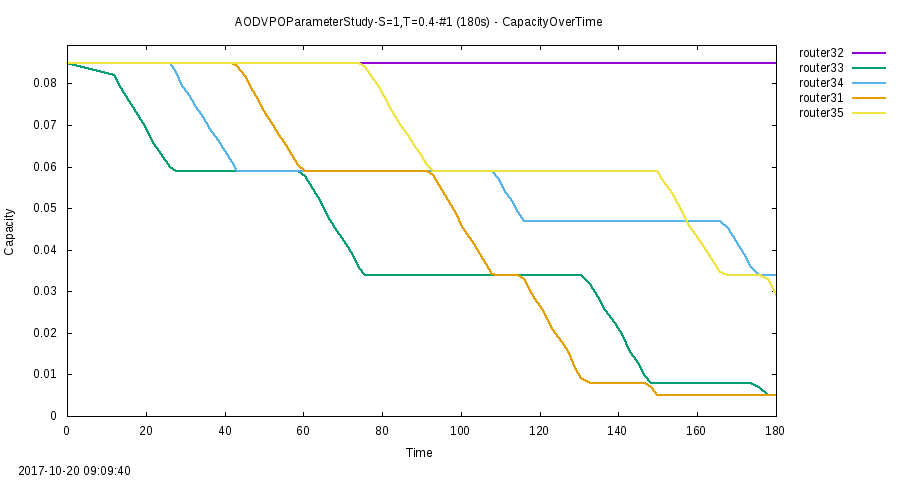 AODVPOParameterStudy-S=1,T=0.4-#1 (180s) - CapacityOverTime
router32
router33
router34
router31
router35
0.08
0.07
0.06
0.05
0.04
0.03
0.02
0.01
0
Capacity
0 20 40 60 80 100 120 140 160 180
Time
2017-10-20 09:09:40